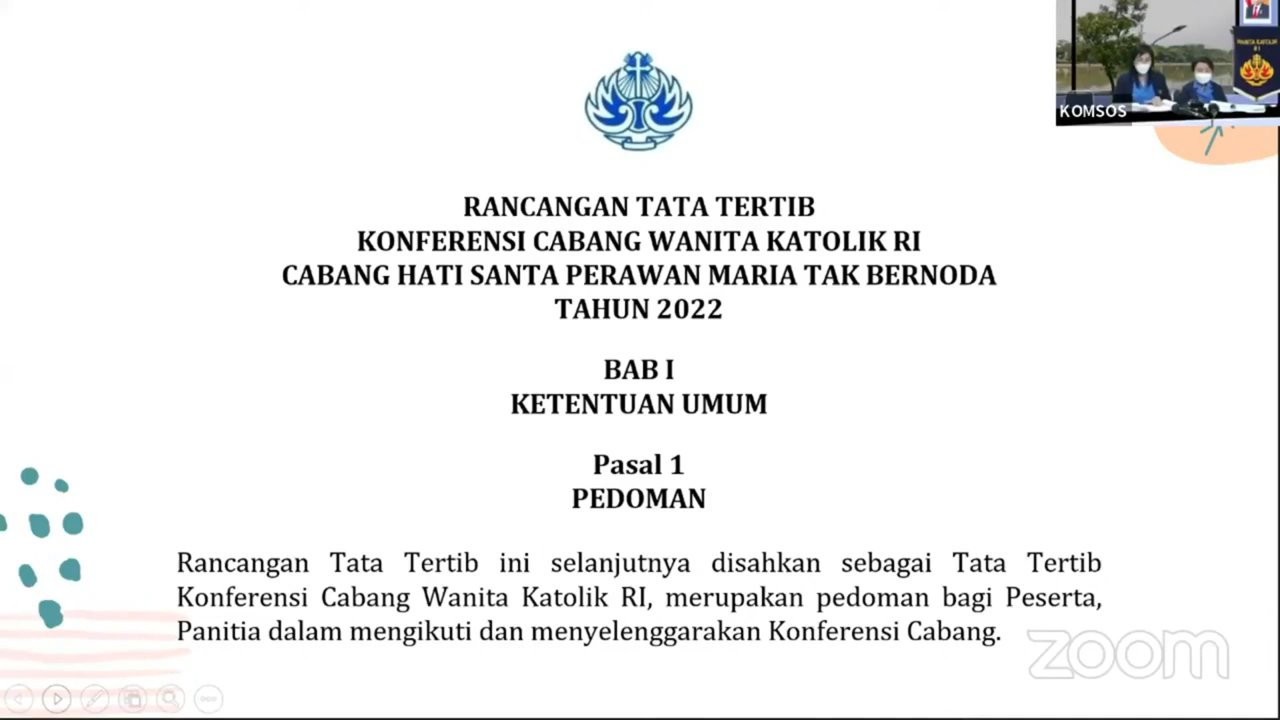 RANCANGAN TATA TERTIB
KONFERENSI CABANG WANITA KATOLIK RI
CABANG HATI SANTA PERAWAN MARIA TAK BERNODA
TAHUN 2022
BAB I
KETENTUAN UMUM
Pasal 1
PEDOMAN
Rancangan Tata Tertib ini selanjutnya disahkan sebagai Tata Tertib
Konferensi Cabang Wanita Katolik RI, merupakan pedoman bagi Peserta,
Panitia dalam mengikuti dan menyelenggarakan Konferensi Cabang.
KOMSOS
zoom